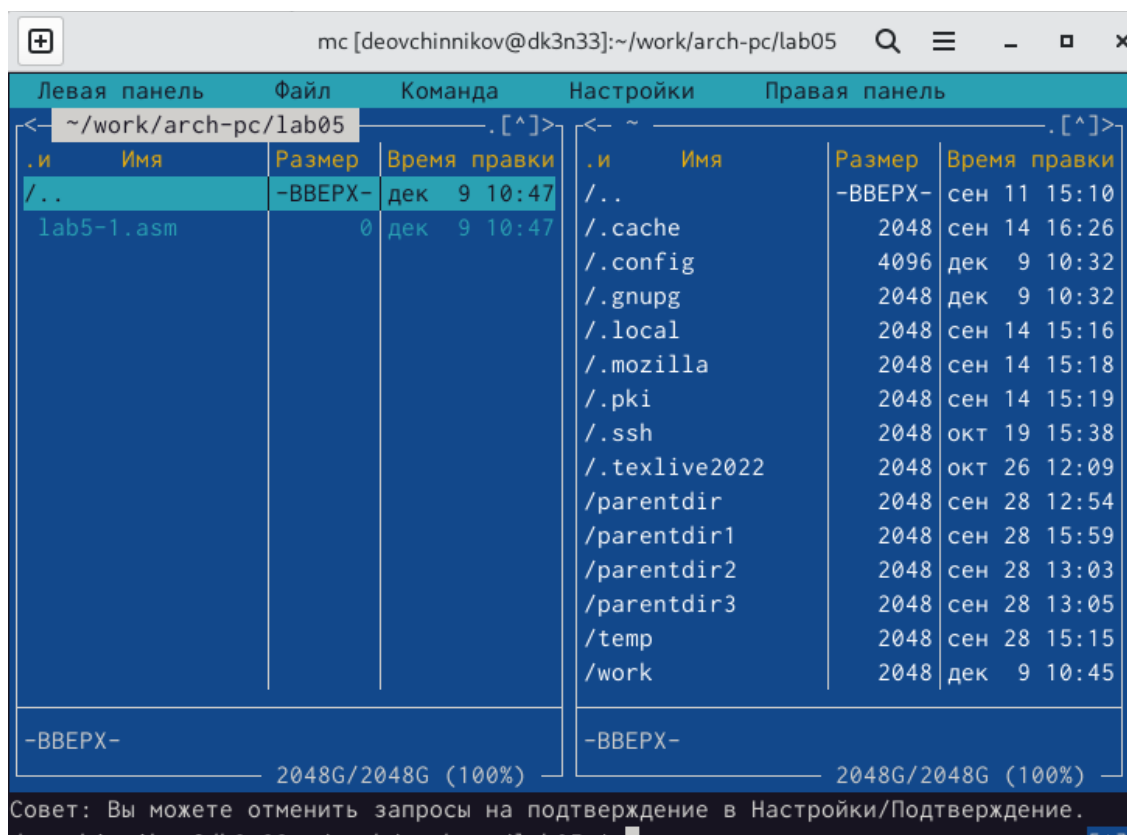 mc [deovchinnikov@dk3n33]:~/work/arch-pc/lab05
Левая панель Файл Команда Настройки Правая панель
<— ~/work/arch-pc/lab05 .[^]>
.и Имя Размер Время правки
/.. -ВВЕРХ- дек 9 10:47
lab5-1.asm 0 дек 9 10:47
-ВВЕРХ-
2048G/2048G (100%)
<— ~ .[^]>
.и Имя Размер Время правки
/.. -ВВЕРХ- сен 11 15:10
/.cache 2048 сен 14 16:26
/.config 4096 дек 9 10:32
/.gnupg 2048 дек 9 10:32
/.local 2048 сен 14 15:16
/.mozilla 2048 сен 14 15:18
/.pki 2048 сен 14 15:19
/.ssh 2048 окт 19 15:38
/.texlive2022 2048 окт 26 12:09
/parentdir 2048 сен 28 12:54
/parentdir1 2048 сен 28 15:59
/parentdir2 2048 сен 28 13:03
/parentdir3 2048 сен 28 13:05
/temp 2048 сен 28 15:15
/work 2048 дек 9 10:45
-ВВЕРХ-
2048G/2048G (100%)
Совет: Вы можете отменить запросы на подтверждение в Настройки/Подтверждение.